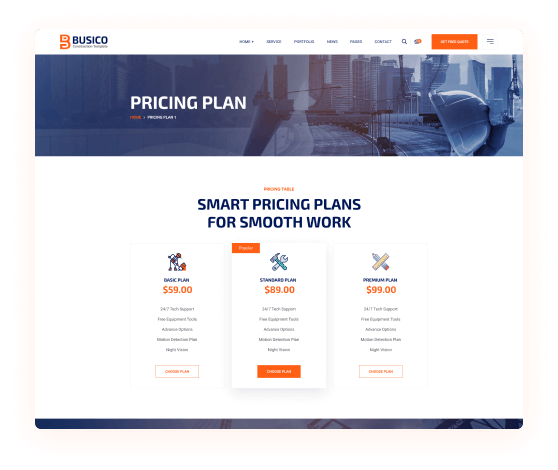 BUSICO
Construction Template
HOME
SERVICE
PORTFOLIO
NEWS
PAGES
CONTACT
GET FREE QUOTE
PRICING PLAN
HOME > PRICING PLAN 1
PRICING TABLE
SMART PRICING PLANS
FOR SMOOTH WORK
BASIC PLAN
$59.00
24/7 Tech Support
Free Equipment Tools
Advance Options
Motion Detection Plan
Night Vision
CHOOSE PLAN
Popular
STANDARD PLAN
$89.00
24/7 Tech Support
Free Equipment Tools
Advance Options
Motion Detection Plan
Night Vision
CHOOSE PLAN
PREMIUM PLAN
$99.00
24/7 Tech Support
Free Equipment Tools
Advance Options
Motion Detection Plan
Night Vision
CHOOSE PLAN